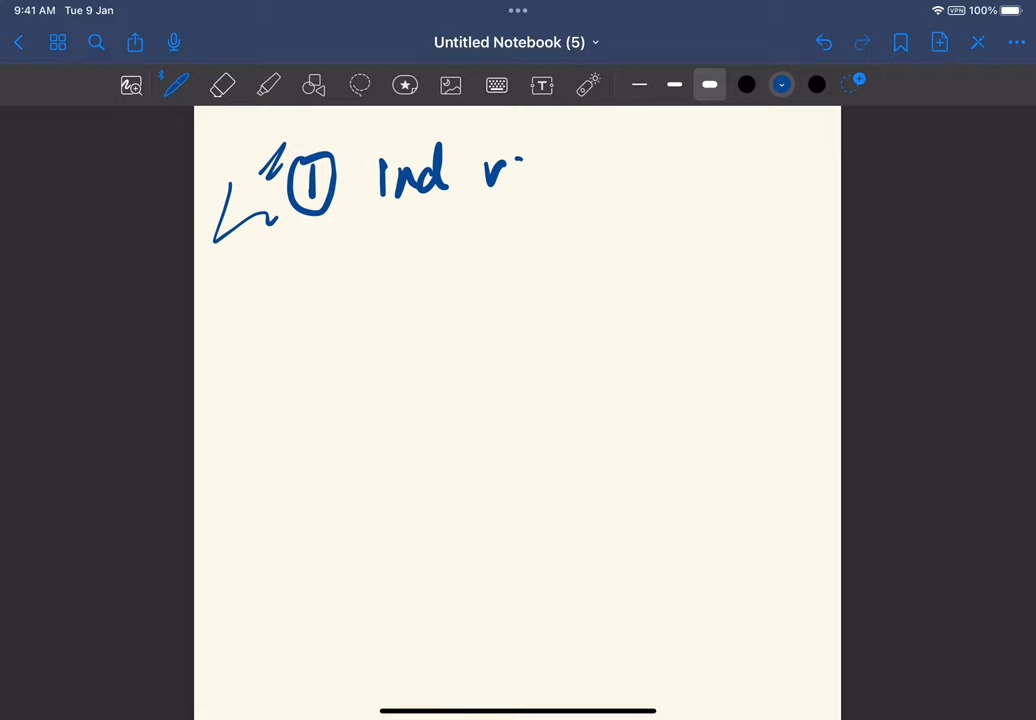 9:41 AM Tue 9 Jan
VPN 100%
Untitled Notebook (5)
T
① Ind